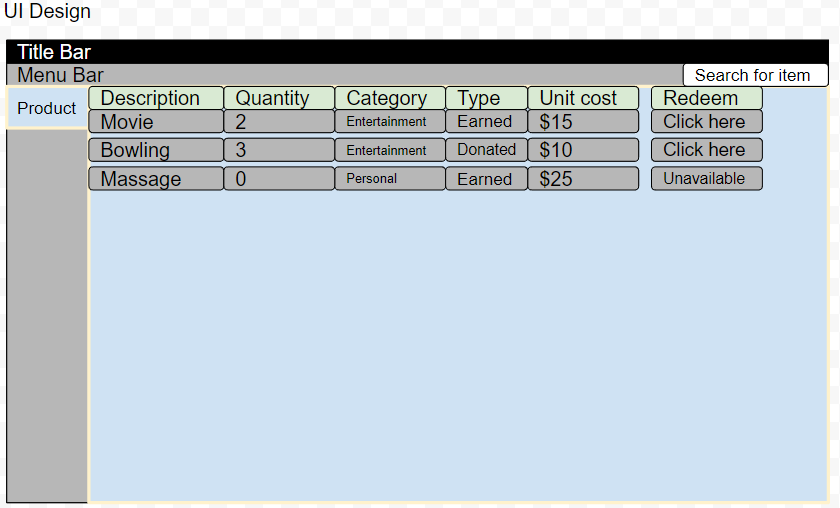 UI Design
Title Bar
Menu Bar
Search for item
Product
Description Quantity Category Type Unit cost Redeem
Movie 2 Entertainment Earned $15 Click here
Bowling 3 Entertainment Donated $10 Click here
Massage 0 Personal Earned $25 Unavailable